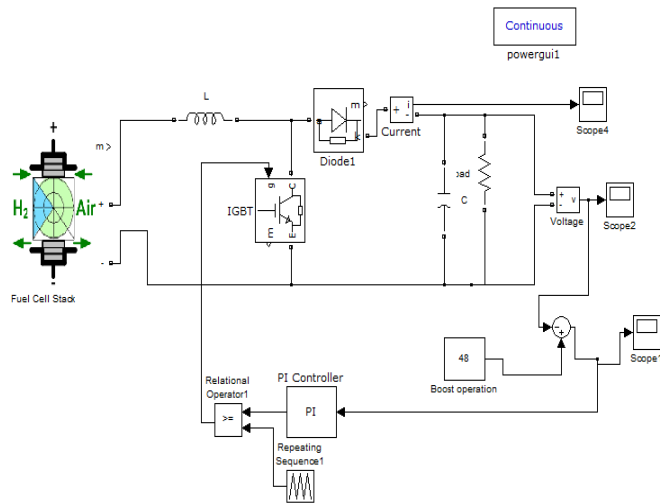 Continuous
powergui1
L
m
k
Diode1
+
i
-
Current
Scope4
+
m >
+
H2
Air
-
-
Fuel Cell Stack
g
C
IGBT
E
E
C
+
-
v
Voltage
Scope2
-
+
48
Boost operation
Scope1
PI Controller
PI
Relational
Operator1
>=
Repeating
Sequence1